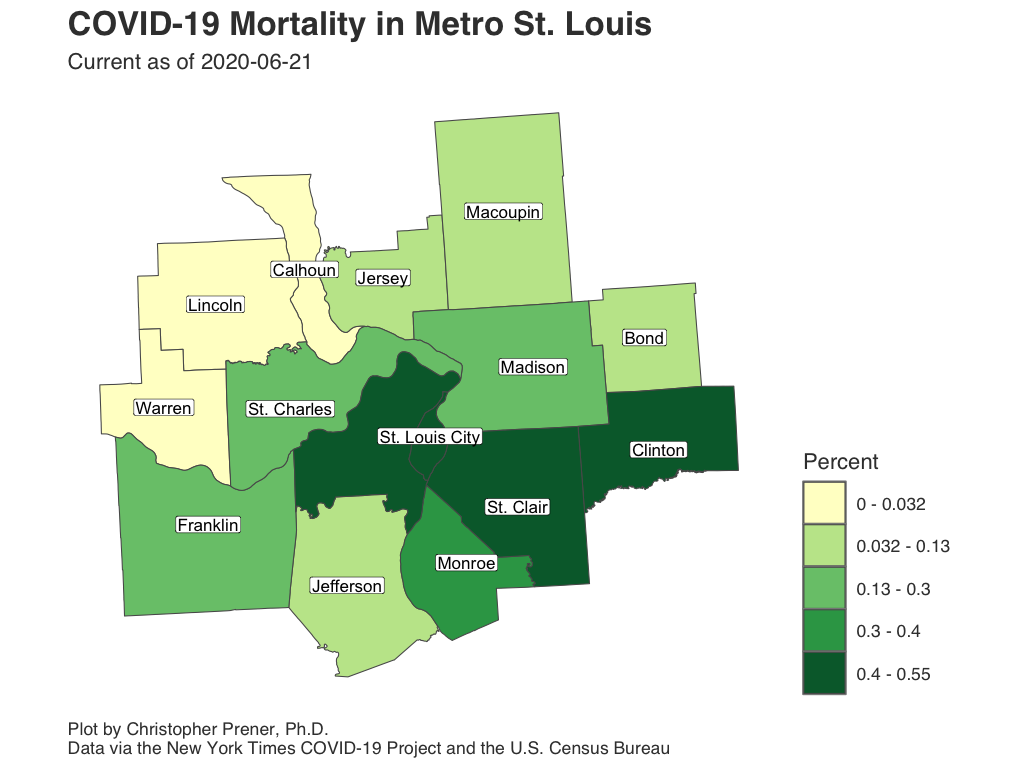 COVID-19 Mortality in Metro St. Louis
Current as of 2020-06-21
Macoupin
Calhoun
Jersey
Lincoln
Bond
Madison
Warren
St. Charles
St. Louis City
Clinton
Percent
0 - 0.032
St. Clair
Franklin
0.032 - 0.13
Monroe
Jefferson
0.13 - 0.3
0.3 - 0.4
0.4 - 0.55
Plot by Christopher Prener, Ph.D.
Data via the New York Times COVID-19 Project and the U.S. Census Bureau